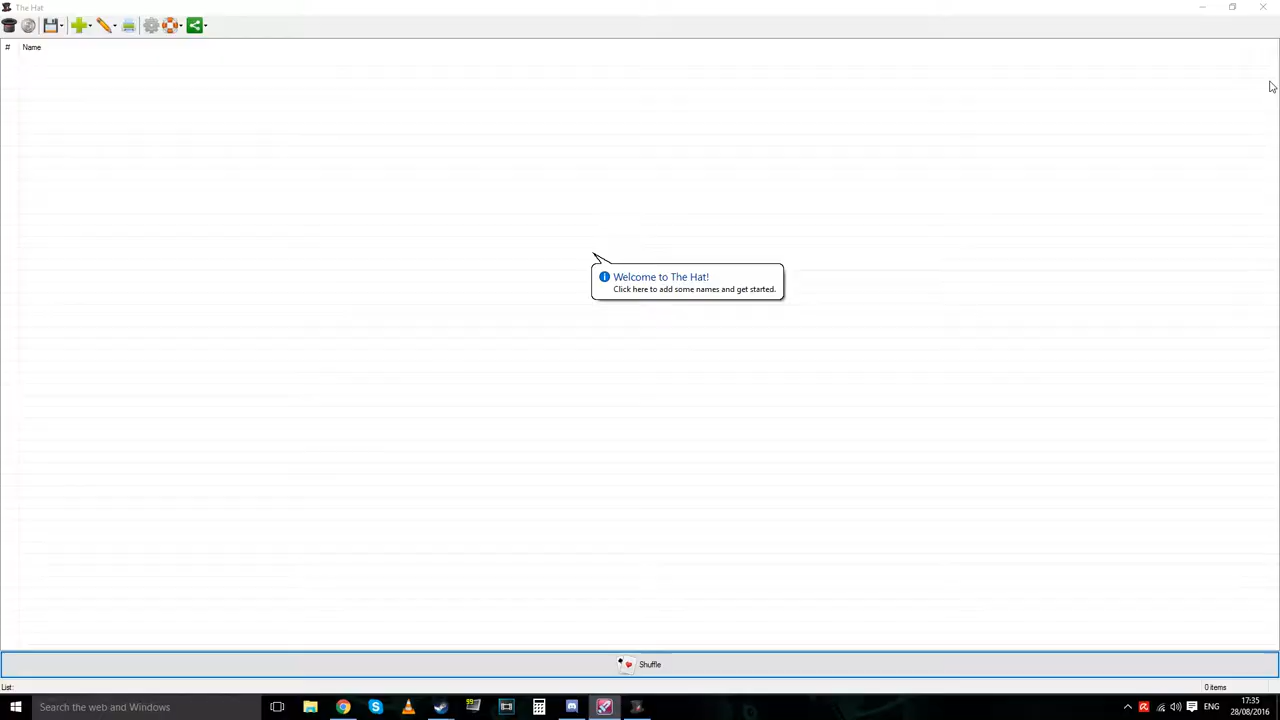 The Hat
# Name
Welcome to The Hat!
Click here to add some names and get started.
Shuffle
List:
0 items
Search the web and Windows
99
ENG
17:35
28/08/2016